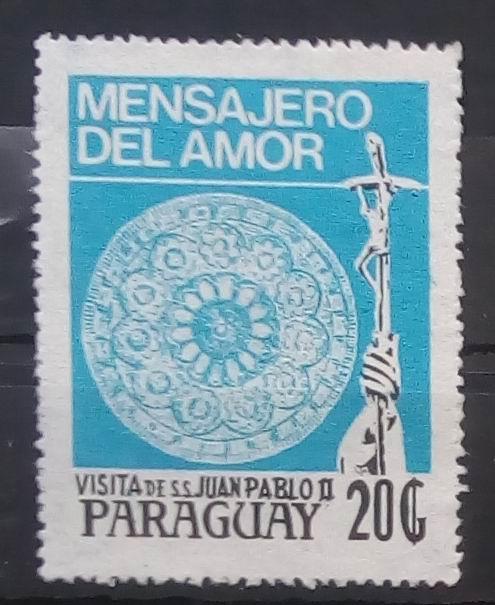 MENSAJERO
DEL AMOR
VISITA DE S.S. JUAN PABLO II
PARAGUAY 20₲